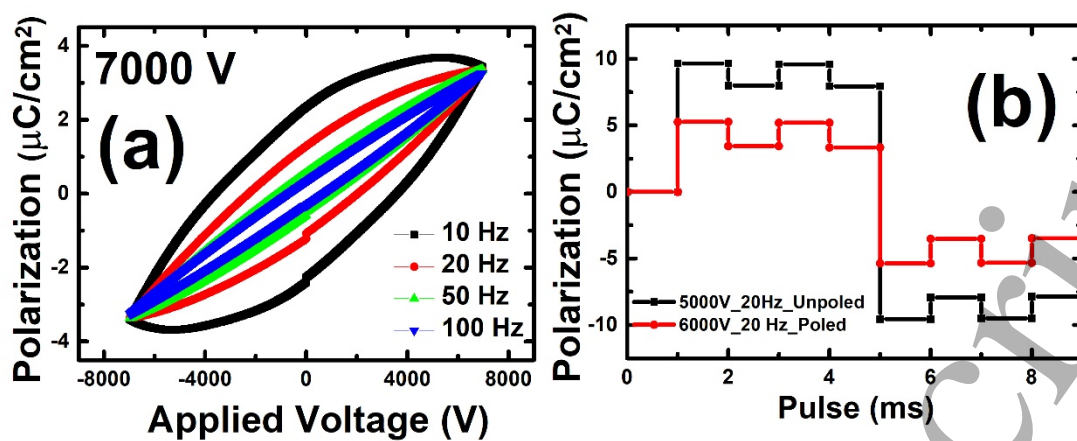 7000 V
(a)
Polarization (μC/cm²)
4
2
0
-2
-4
10 Hz
20 Hz
50 Hz
100 Hz
-8000 -4000 0 4000 8000
Applied Voltage (V)
(b)
Polarization (μC/cm²)
10
5
0
-5
-10
5000V_20Hz_Unpoled
6000V_20 Hz_Poled
0 2 4 6 8
Pulse (ms)
cri